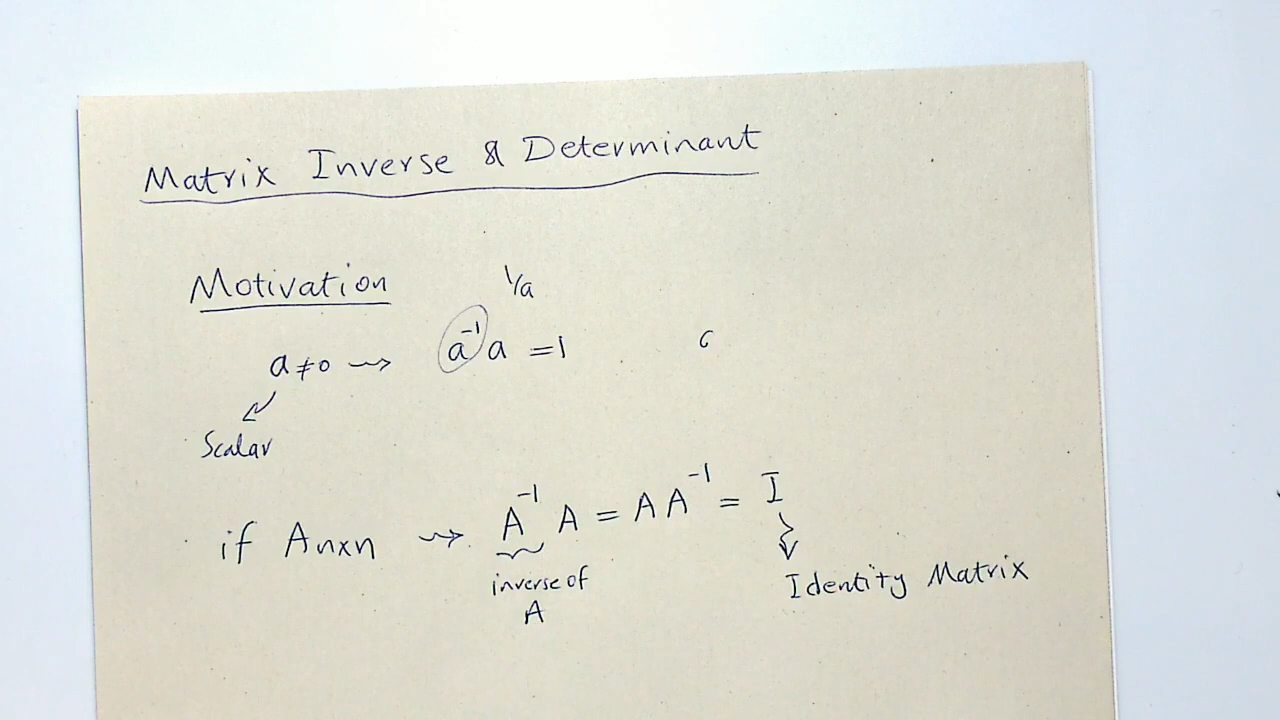 Matrix Inverse & Determinant
Motivation
1/a
a≠0 ⇝ a⁻¹a = 1
Scalar
if Anxn ⇝ A⁻¹A = AA⁻¹ = I
inverse of
A
Identity Matrix